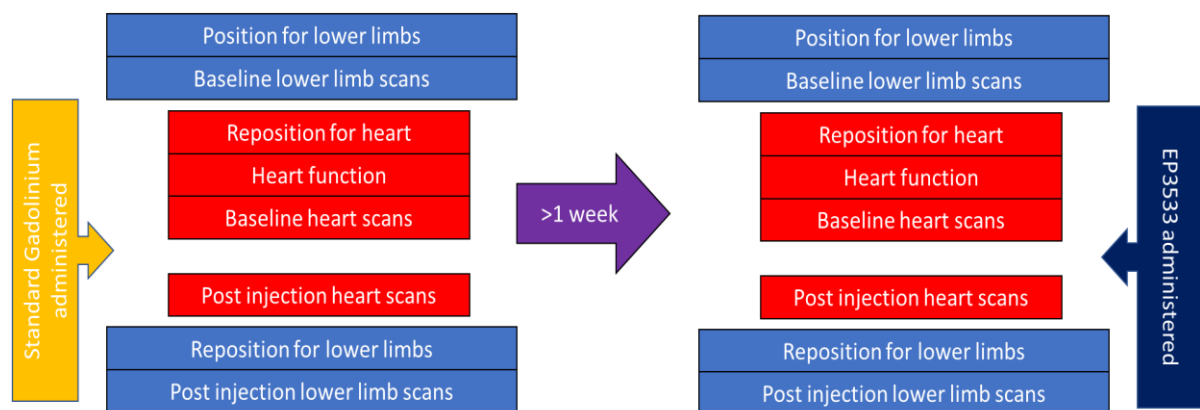 Standard Gadolinium
administered
Position for lower limbs
Baseline lower limb scans
Reposition for heart
Heart function
Baseline heart scans
Post injection heart scans
Reposition for lower limbs
Post injection lower limb scans
>1 week
Position for lower limbs
Baseline lower limb scans
Reposition for heart
Heart function
Baseline heart scans
Post injection heart scans
Reposition for lower limbs
Post injection lower limb scans
EP3533 administered